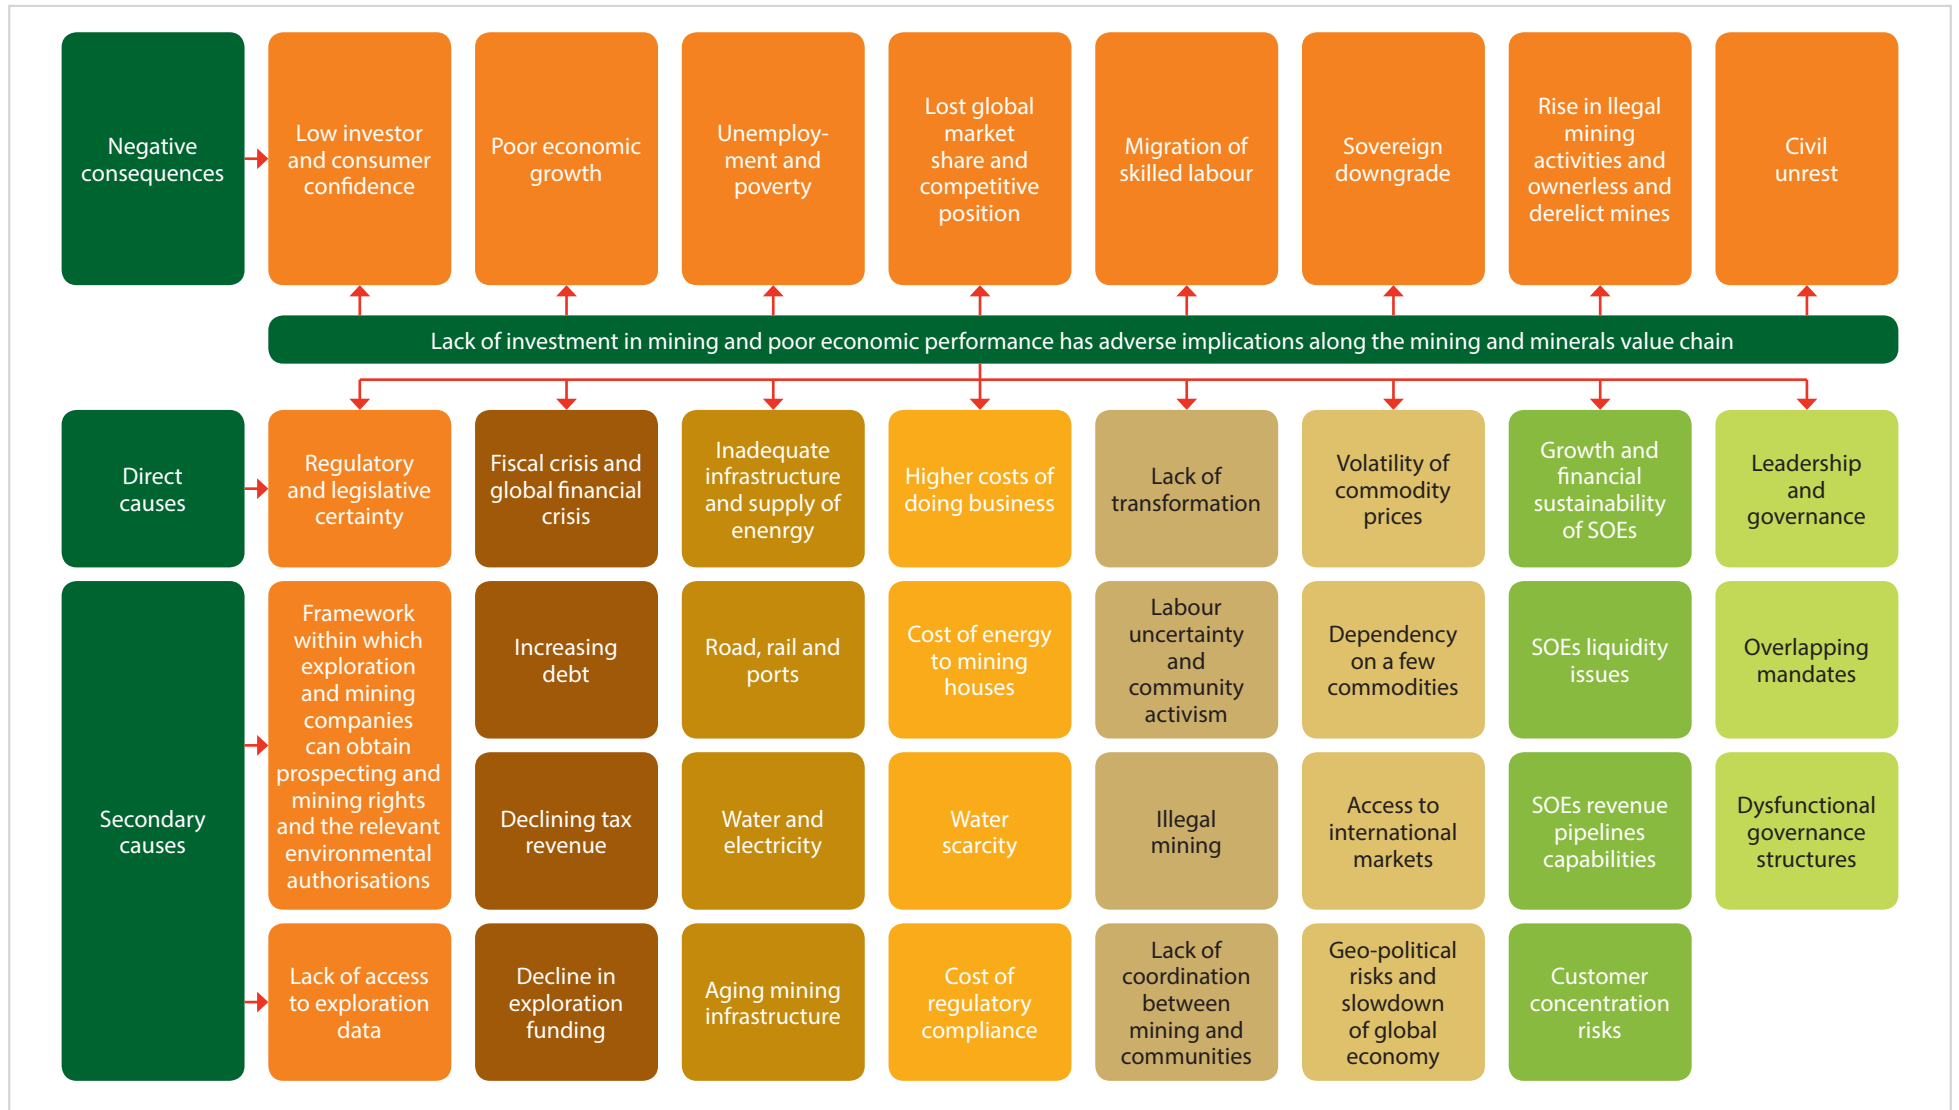 Negative
consequences
Low investor
and consumer
confidence
Poor economic
growth
Unemploy-
ment and
poverty
Lost global
market
share and
competitive
position
Migration of
skilled labour
Sovereign
downgrade
Rise in llegal
mining
activities and
ownerless and
derelict mines
Civil
unrest
Lack of investment in mining and poor economic performance has adverse implications along the mining and minerals value chain
Direct
causes
Regulatory
and legislative
certainty
Fiscal crisis and
global financial
crisis
Inadequate
infrastructure
and supply of
enenrgy
Higher costs of
doing business
Lack of
transformation
Volatility of
commodity
prices
Growth and
financial
sustainability
of SOEs
Leadership
and
governance
Secondary
causes
Framework
within which
exploration
and mining
companies
can obtain
prospecting and
mining rights
and the relevant
environmental
authorisations
Increasing
debt
Road, rail and
ports
Cost of energy
to mining
houses
Labour
uncertainty
and
community
activism
Dependency
on a few
commodities
SOEs liquidity
issues
Overlapping
mandates
Declining tax
revenue
Water and
electricity
Water
scarcity
Illegal
mining
Access to
international
markets
SOEs revenue
pipelines
capabilities
Dysfunctional
governance
structures
Lack of access
to exploration
data
Decline in
exploration
funding
Aging mining
infrastructure
Cost of
regulatory
compliance
Lack of
coordination
between
mining and
communities
Geo-political
risks and
slowdown
of global
economy
Customer
concentration
risks